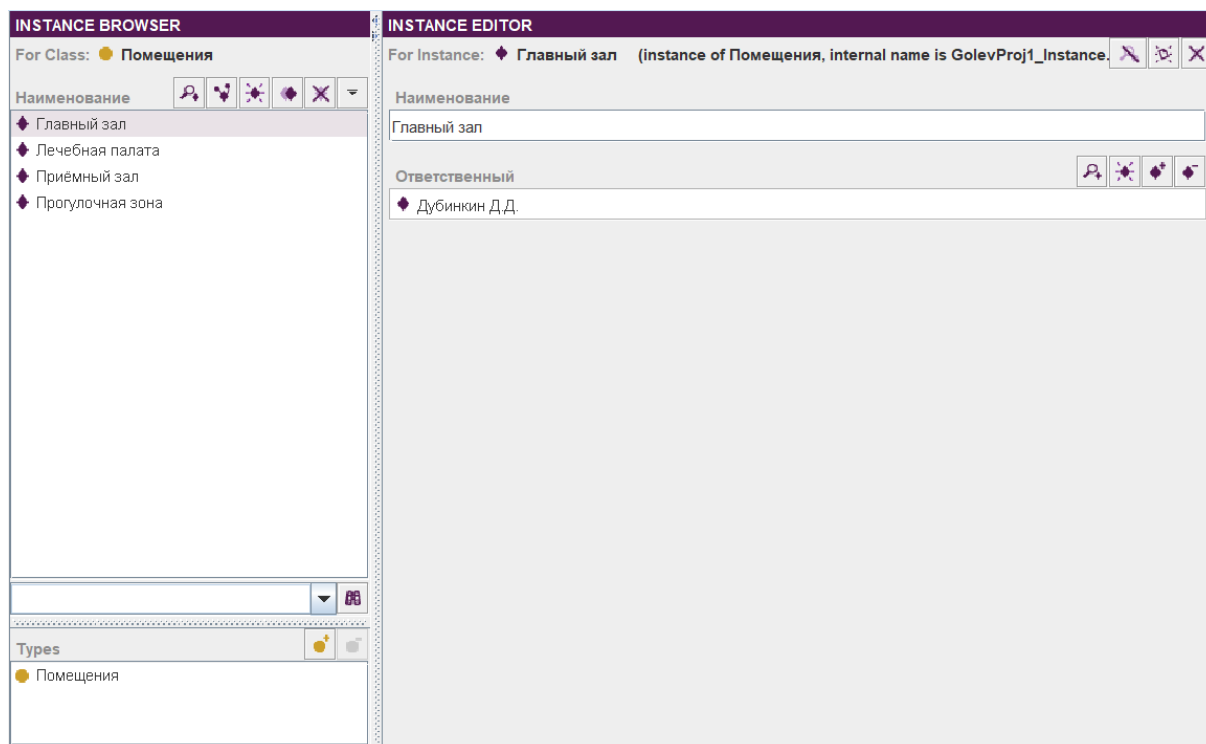 INSTANCE BROWSER
For Class: Помещения
Наименование
Главный зал
Лечебная палата
Приёмный зал
Прогулочная зона
Types
Помещения
INSTANCE EDITOR
For Instance: Главный зал (instance of Помещения, internal name is GolevProj1_Instance.
Наименование
Главный зал
Ответственный
Дубинкин Д.Д.